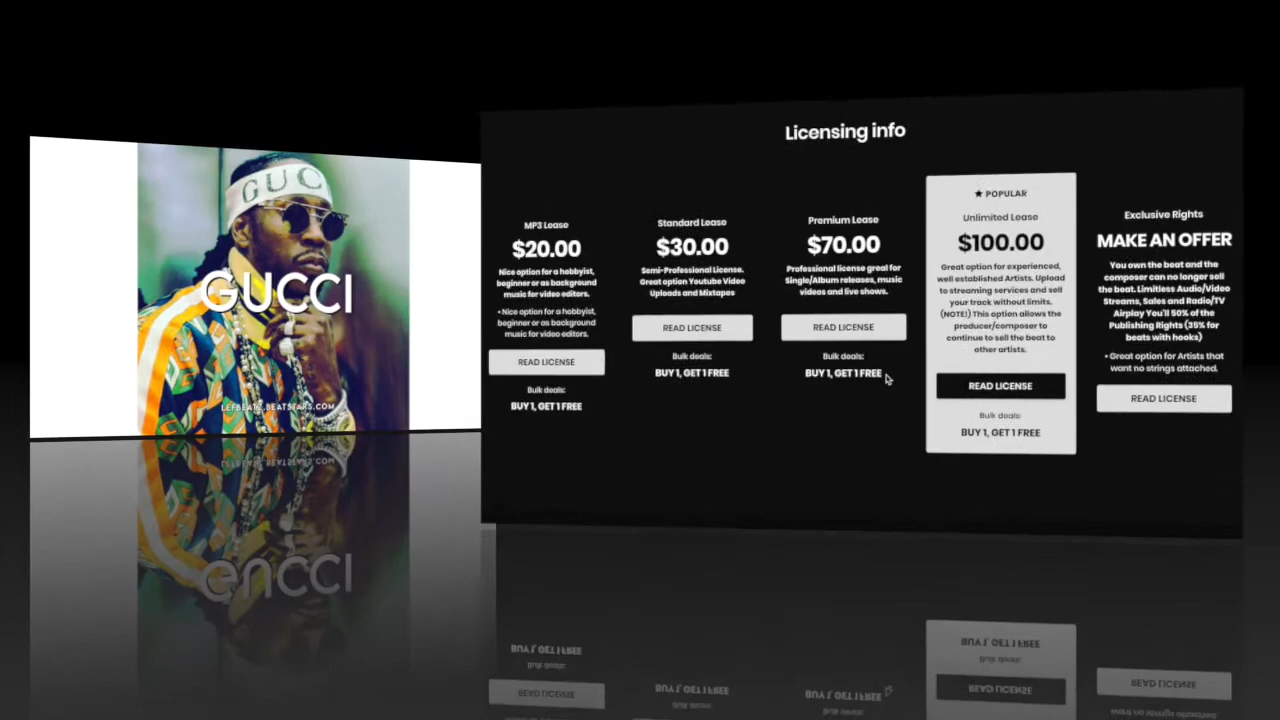 GUCC
GUCCI
LEFBEATZ.BEATSTARS.COM
Licensing info
MP3 Lease
$20.00
Nice option for a hobbyist,
beginner or as background
music for video editors.
• Nice option for a hobbyist,
beginner or as background
music for video editors.
READ LICENSE
Bulk deals:
BUY 1, GET 1 FREE
Standard Lease
$30.00
Semi-Professional License.
Great option Youtube Video
Uploads and Mixtapes
READ LICENSE
Bulk deals:
BUY 1, GET 1 FREE
Premium Lease
$70.00
Professional license great for
Single/Album releases, music
videos and live shows.
READ LICENSE
Bulk deals:
BUY 1, GET 1 FREE
★ POPULAR
Unlimited Lease
$100.00
Great option for experienced,
well established Artists. Upload
to streaming services and sell
your track without limits.
(NOTE!) This option allows the
producer/composer to
continue to sell the beat to
other artists.
READ LICENSE
Bulk deals:
BUY 1, GET 1 FREE
Exclusive Rights
MAKE AN OFFER
You own the beat and the
composer can no longer sell
the beat. Limitless Audio/Video
Streams, Sales and Radio/TV
Airplay You'll 50% of the
Publishing Rights (35% for
beats with hooks)
• Great option for Artists that
want no strings attached.
READ LICENSE